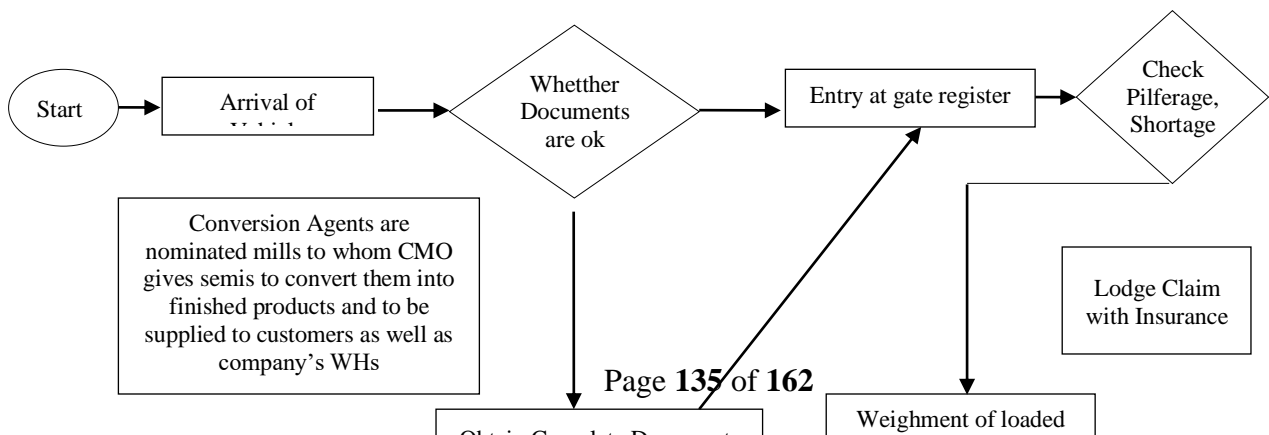 Start
Arrival of
Whetther
Documents
are ok
Entry at gate register
Check
Pilferage,
Shortage
Conversion Agents are
nominated mills to whom CMO
gives semis to convert them into
finished products and to be
supplied to customers as well as
company’s WHs
Lodge Claim
with Insurance
Page 135 of 162
Weighment of loaded